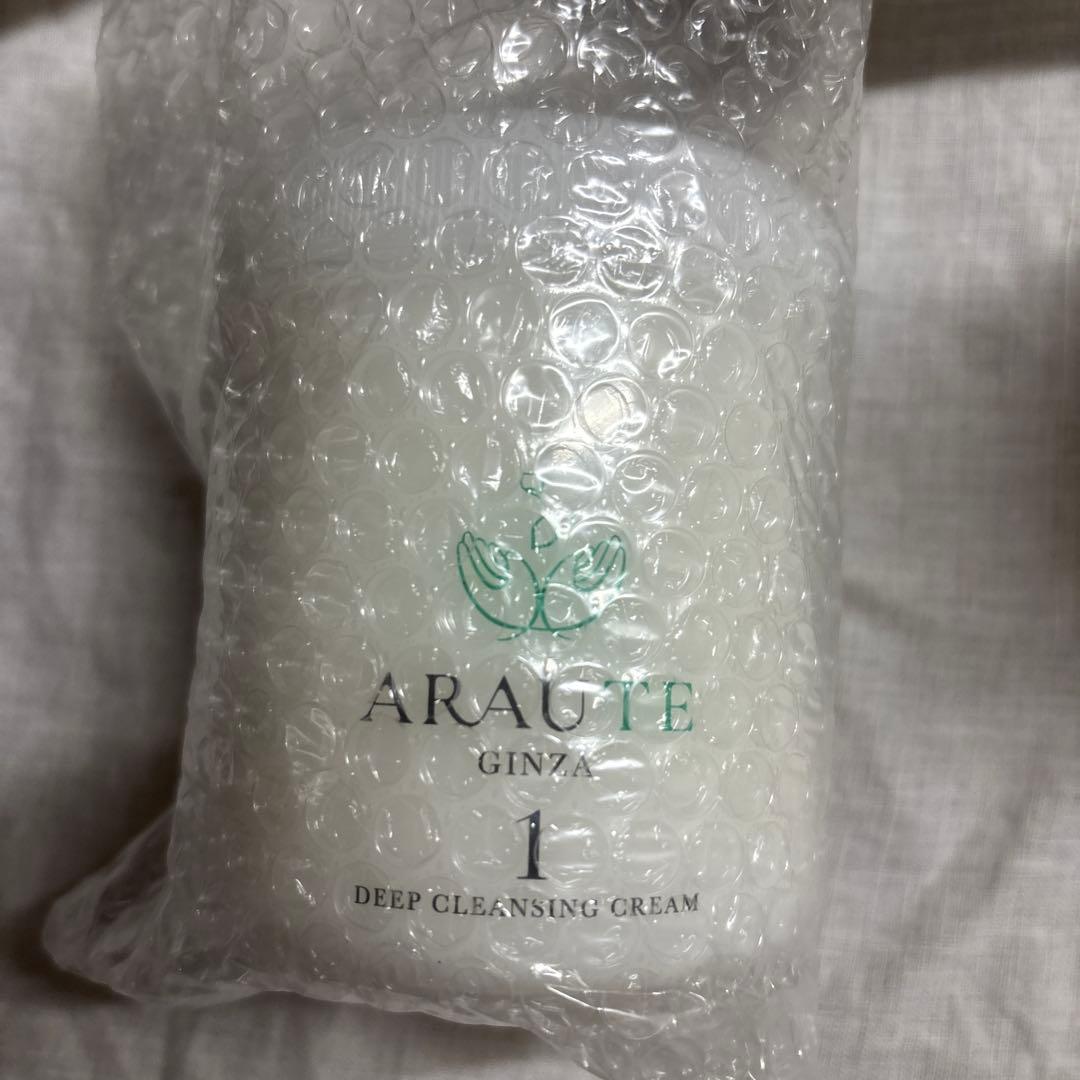 ARAUTE
GINZA
1
DEEP CLEANSING CREAM